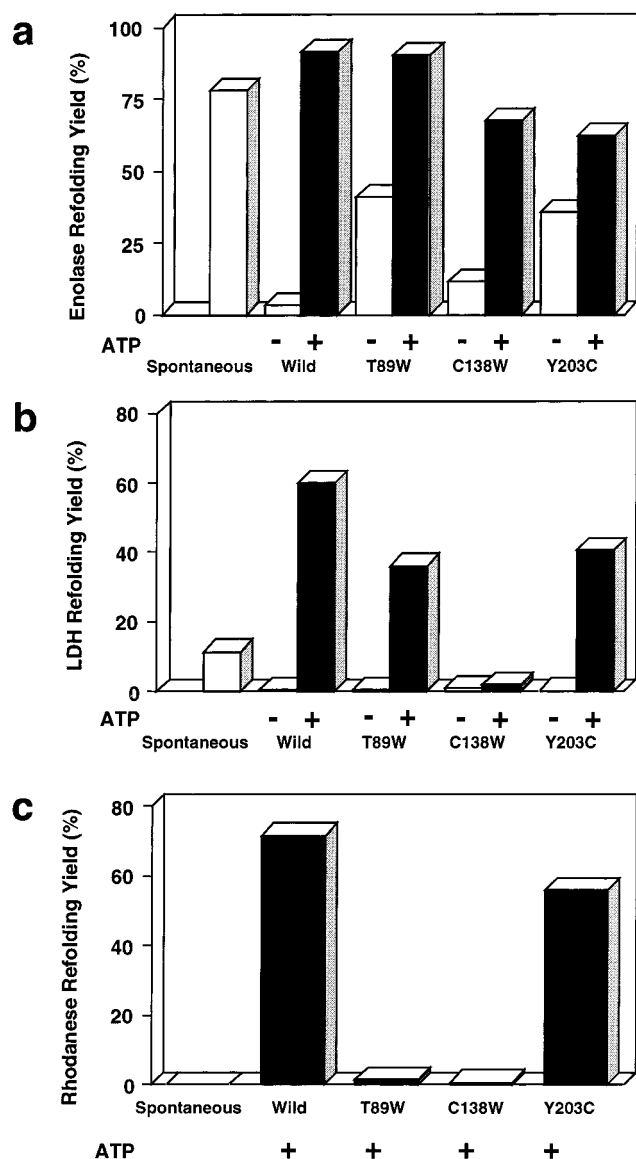 a
Enolase Refolding Yield (%)
100
75
50
25
0
ATP - + - + - + - +
Spontaneous Wild T89W C138W Y203C
b
LDH Refolding Yield (%)
80
60
40
20
0
ATP - + - + - + - +
Spontaneous Wild T89W C138W Y203C
c
Rhodanese Refolding Yield (%)
80
60
40
20
0
Spontaneous Wild T89W C138W Y203C
ATP + + + +